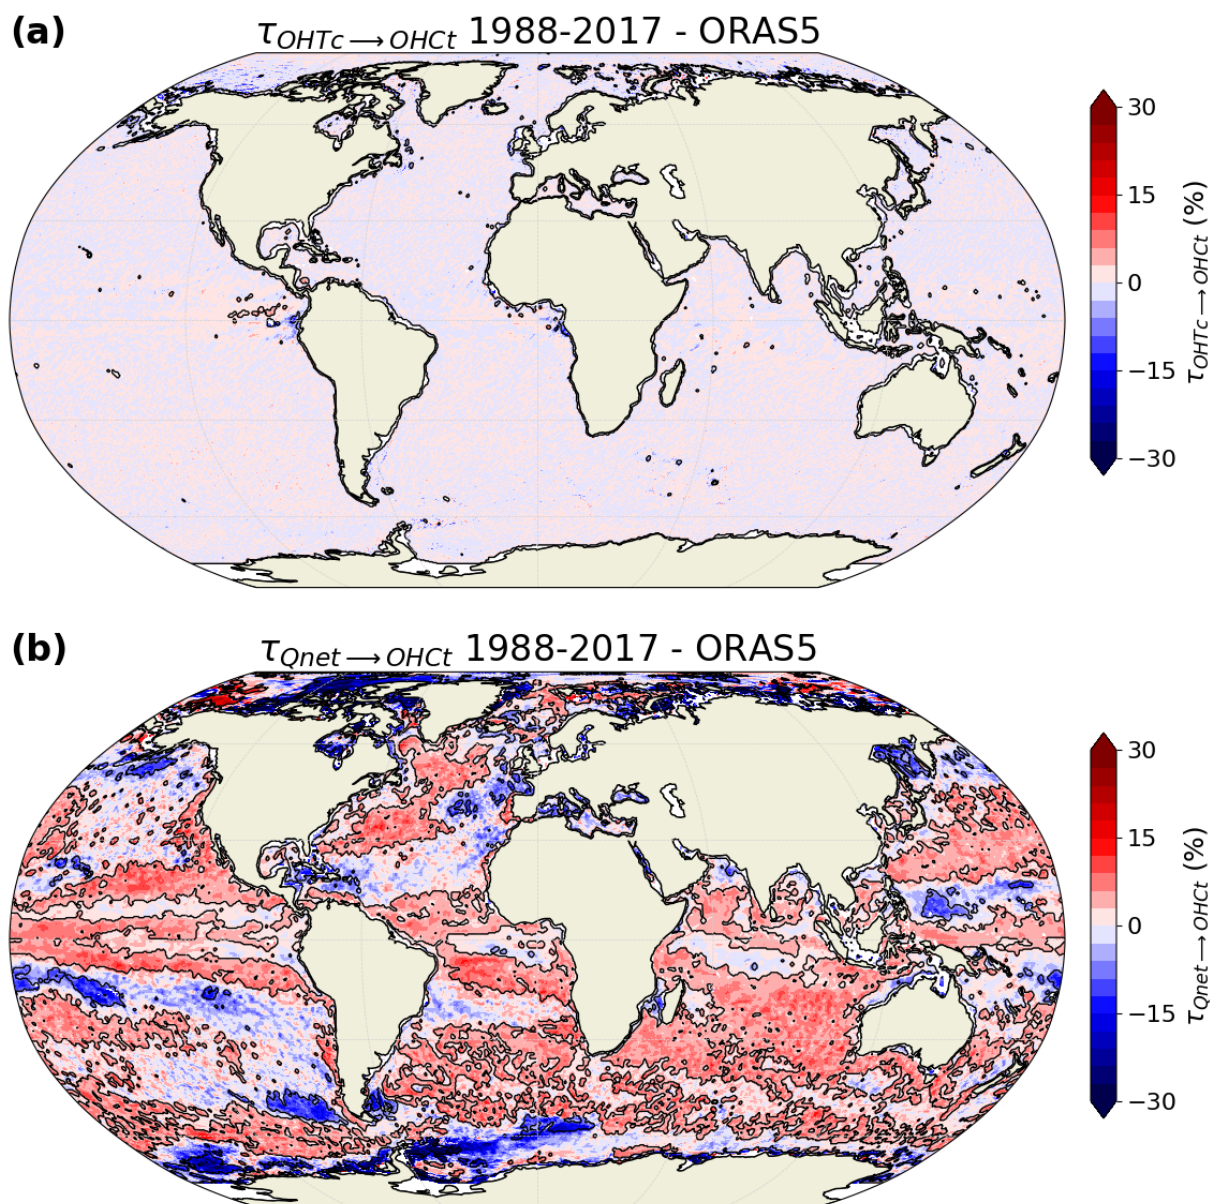 (a)
τOHTc⟶OHCt 1988-2017 - ORAS5
30
15
0
−15
−30
τOHTc⟶OHCt (%)
(b)
τQnet⟶OHCt 1988-2017 - ORAS5
30
15
0
−15
−30
τQnet⟶OHCt (%)